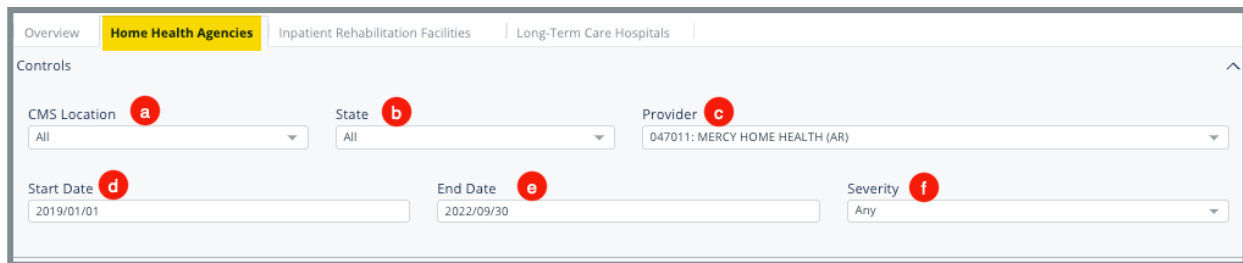 Overview Home Health Agencies Inpatient Rehabilitation Facilities Long-Term Care Hospitals
Controls
CMS Location a State b Provider c
All All 047011: MERCY HOME HEALTH (AR)
Start Date d End Date e Severity f
2019/01/01 2022/09/30 Any